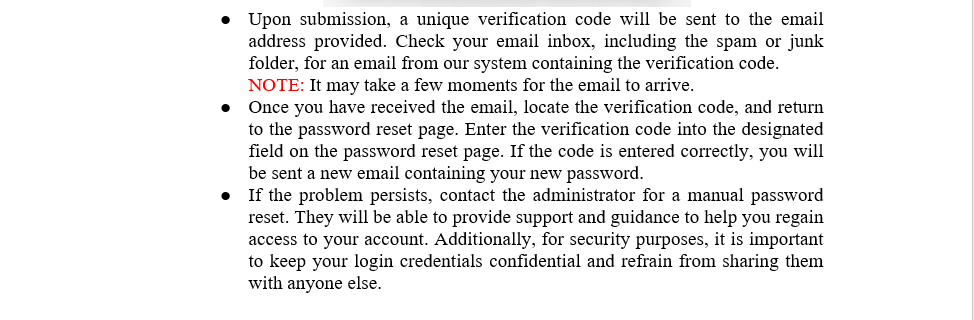 ● Upon submission, a unique verification code will be sent to the email
address provided. Check your email inbox, including the spam or junk
folder, for an email from our system containing the verification code.
NOTE: It may take a few moments for the email to arrive.
● Once you have received the email, locate the verification code, and return
to the password reset page. Enter the verification code into the designated
field on the password reset page. If the code is entered correctly, you will
be sent a new email containing your new password.
● If the problem persists, contact the administrator for a manual password
reset. They will be able to provide support and guidance to help you regain
access to your account. Additionally, for security purposes, it is important
to keep your login credentials confidential and refrain from sharing them
with anyone else.